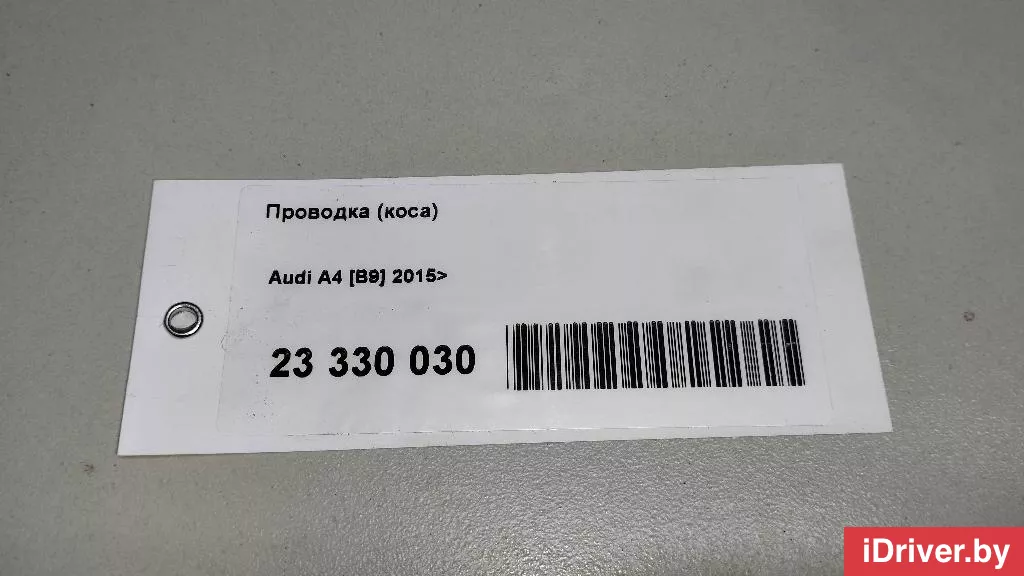 Проводка (коса)
Audi A4 [B9] 2015>
23 330 030
iDriver.by